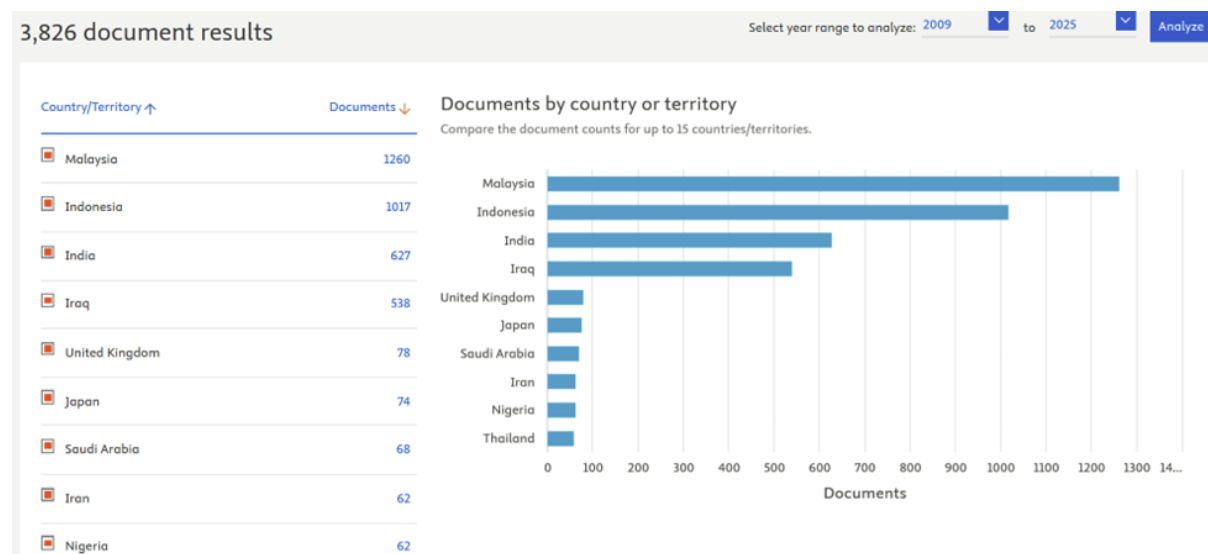 3,826 document results
Select year range to analyze: 2009 to 2025 Analyze
Country/Territory ↑ Documents ↓
Malaysia 1260
Indonesia 1017
India 627
Iraq 538
United Kingdom 78
Japan 74
Saudi Arabia 68
Iran 62
Nigeria 62
Documents by country or territory
Compare the document counts for up to 15 countries/territories.
Malaysia
Indonesia
India
Iraq
United Kingdom
Japan
Saudi Arabia
Iran
Nigeria
Thailand
0 100 200 300 400 500 600 700 800 900 1000 1100 1200 1300 14...
Documents